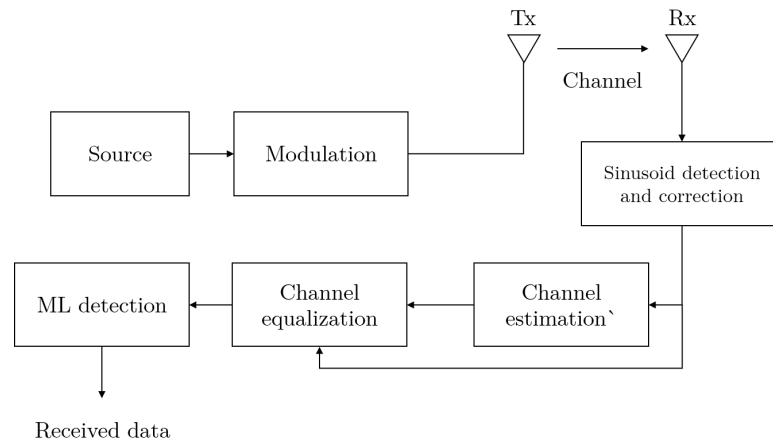 Tx
Rx
Channel
Source
Modulation
Sinusoid detection
and correction
ML detection
Channel
equalization
Channel
estimation`
Received data